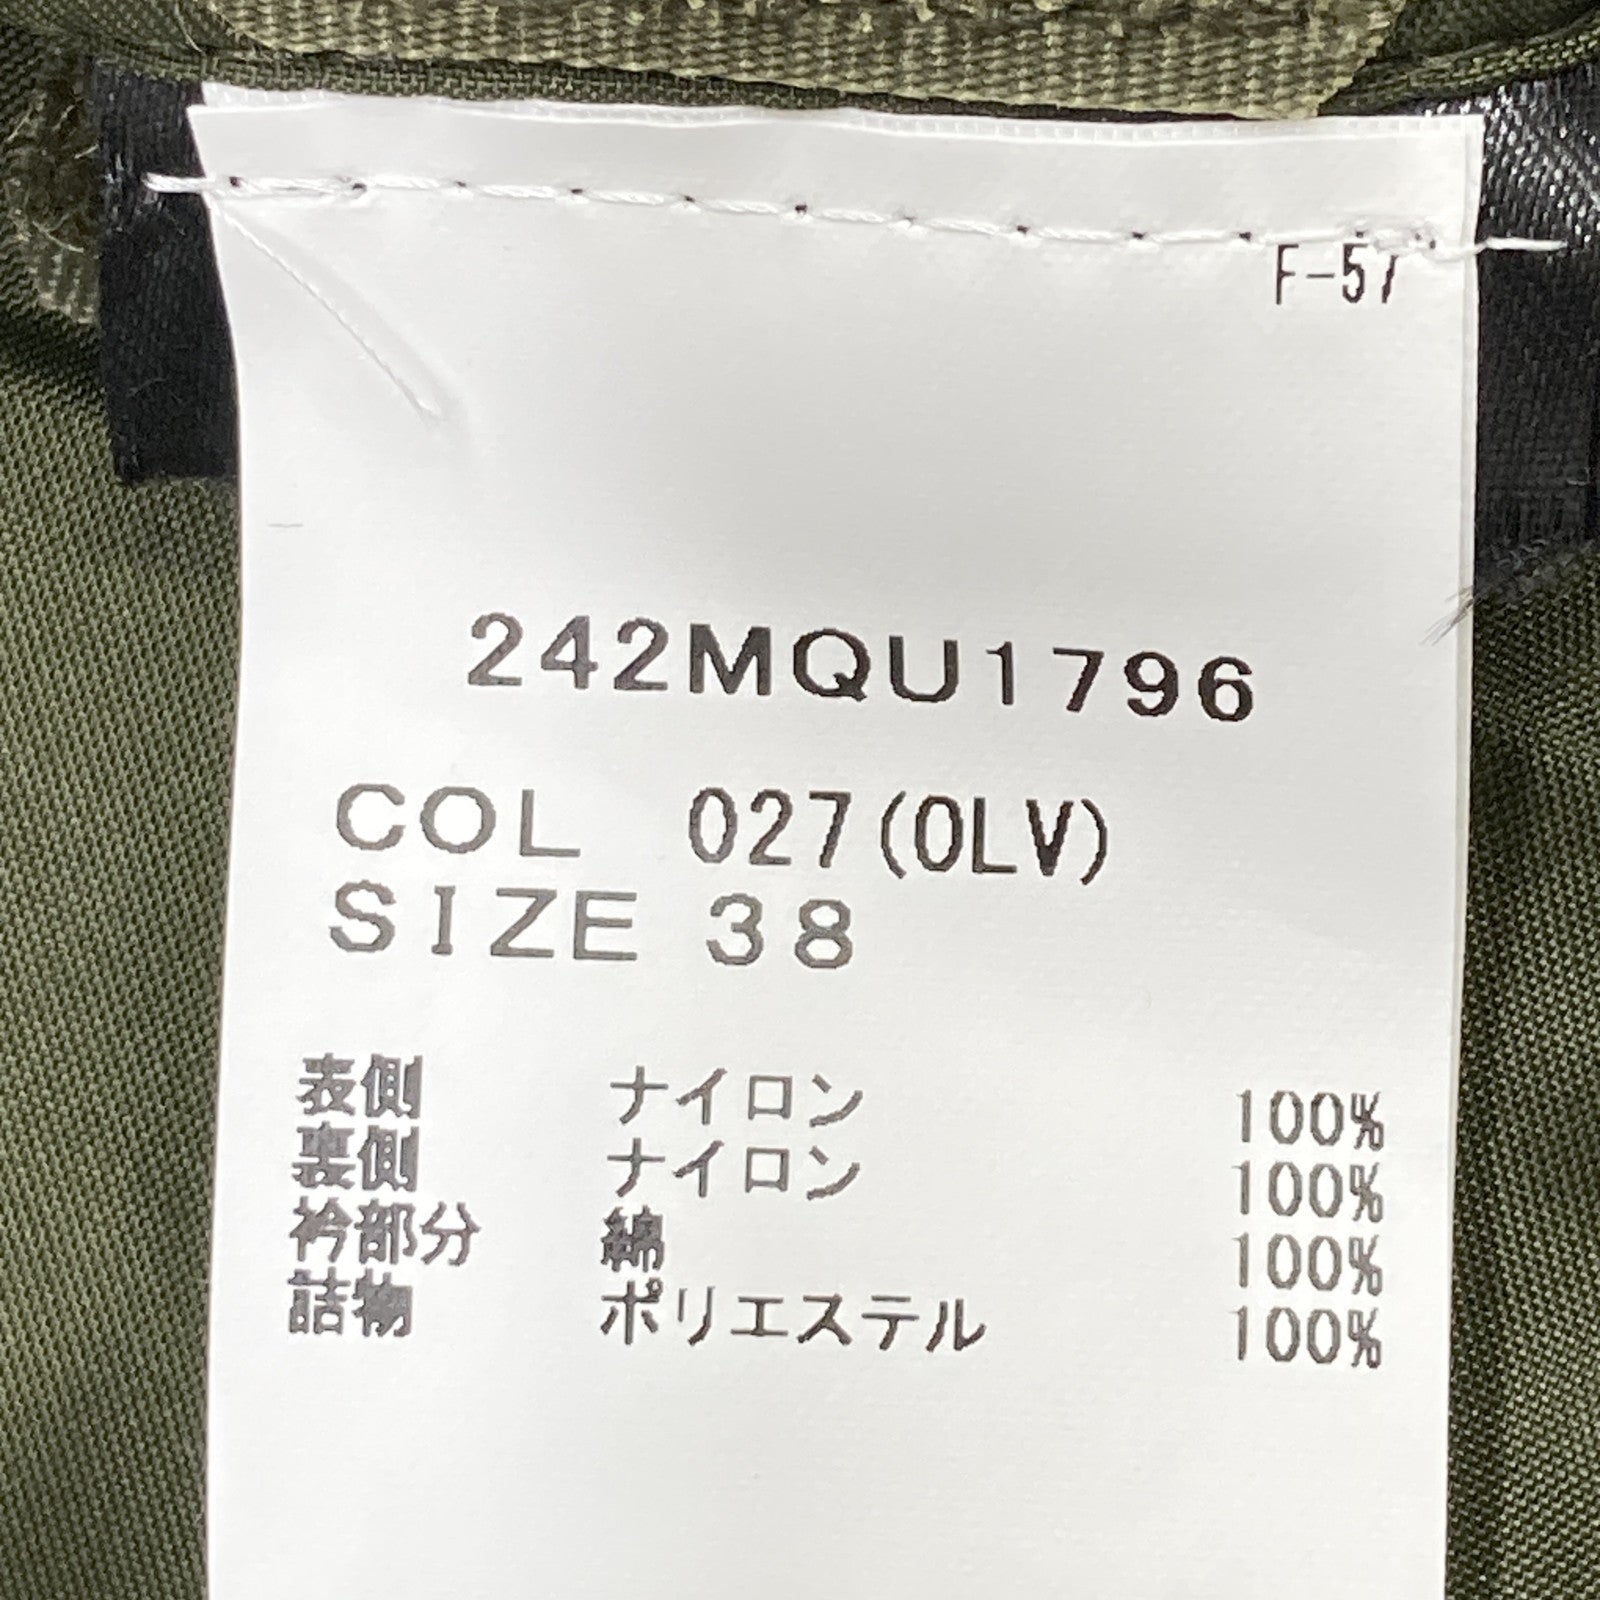 F-57
242MQU1796
COL 027(OLV)
SIZE 38
表側 ナイロン 100%
裏側 ナイロン 100%
衿部分 綿 100%
詰物 ポリエステル 100%